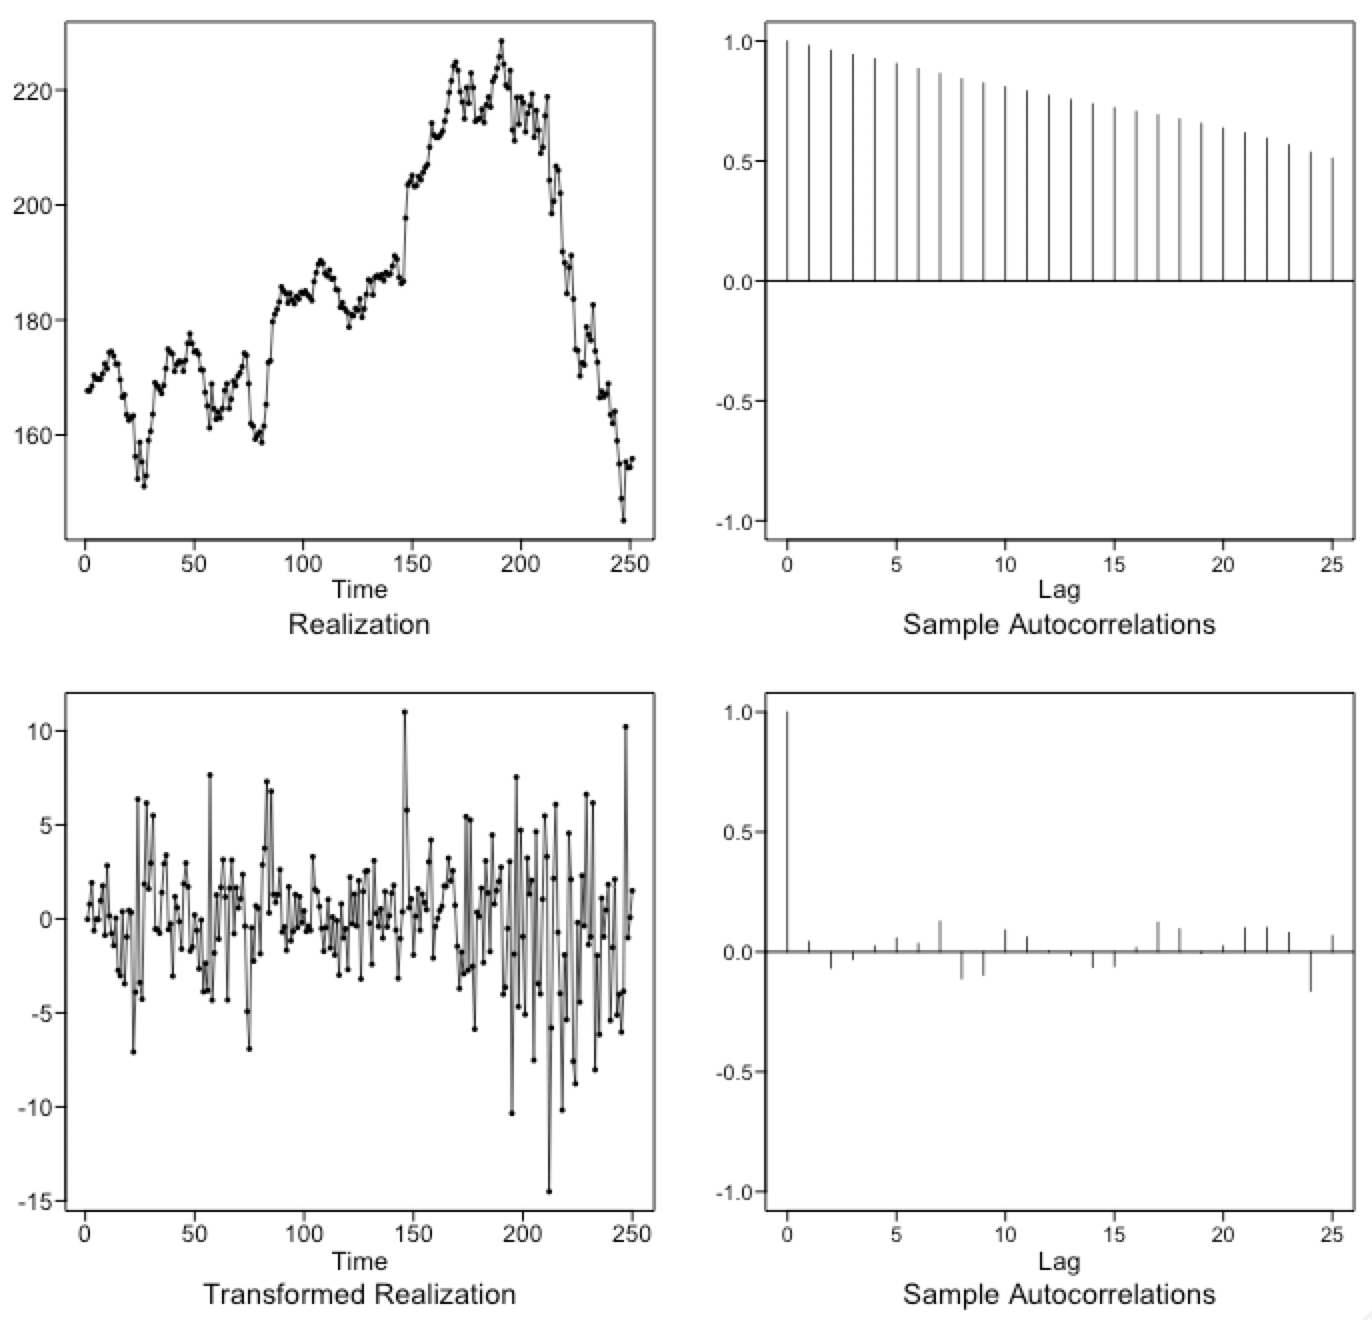 220
200
180
160
0 50 100 150 200 250
Time
Realization
1.0
0.5
0.0
-0.5
-1.0
0 5 10 15 20 25
Lag
Sample Autocorrelations
10
5
0
-5
-10
-15
0 50 100 150 200 250
Time
Transformed Realization
1.0
0.5
0.0
-0.5
-1.0
0 5 10 15 20 25
Lag
Sample Autocorrelations